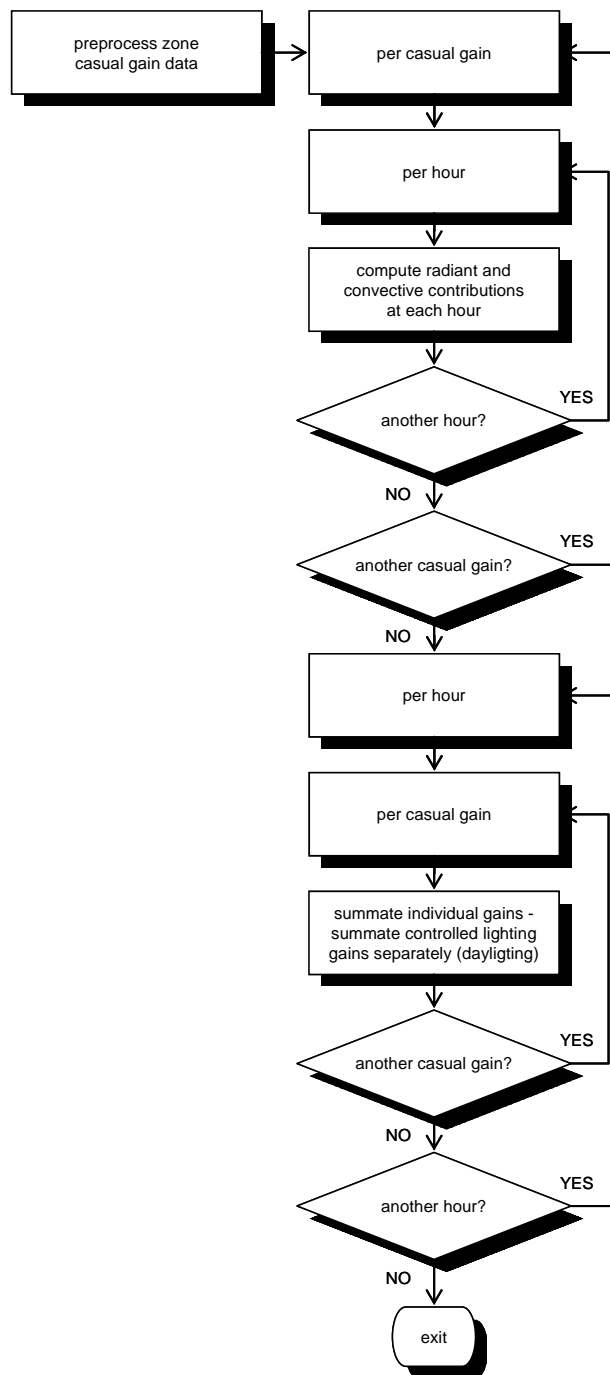 preprocess zone
casual gain data
per casual gain
per hour
compute radiant and
convective contributions
at each hour
another hour?
YES
NO
another casual gain?
YES
NO
per hour
per casual gain
summate individual gains -
summate controlled lighting
gains separately (dayligting)
another casual gain?
YES
NO
another hour?
YES
NO
exit